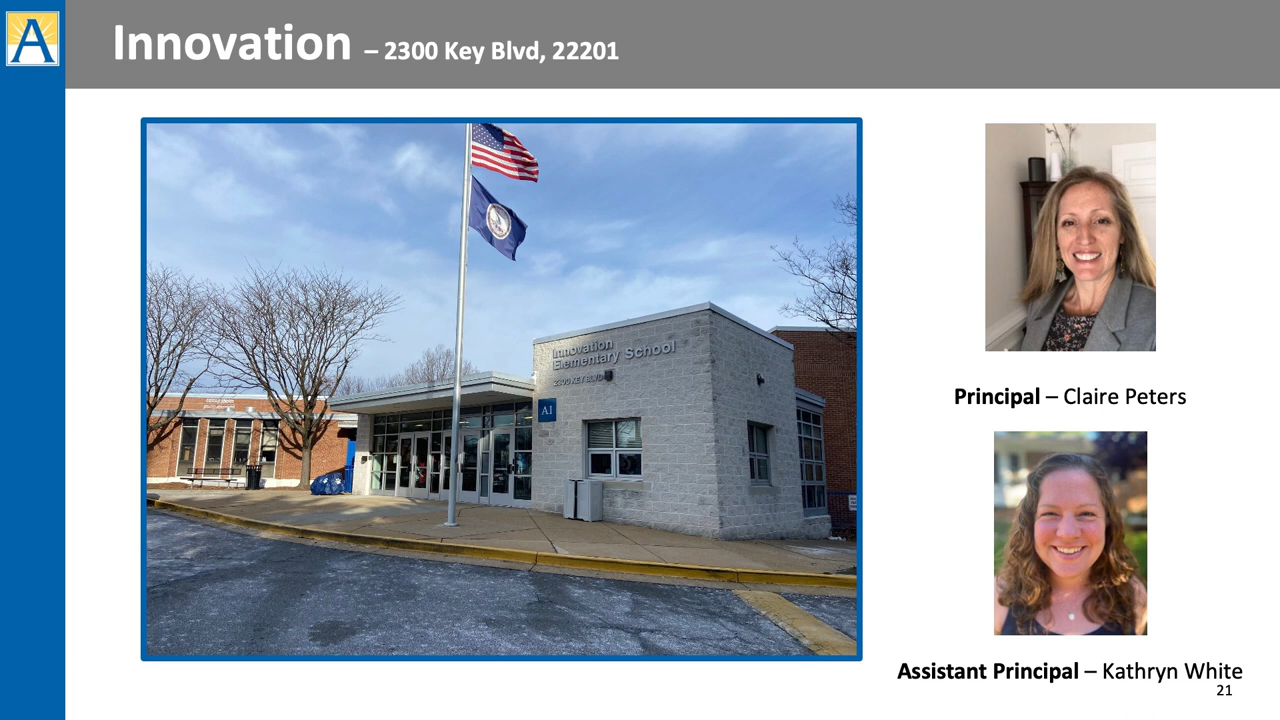 A
Innovation – 2300 Key Blvd, 22201
Innovation
Elementary School
2300 KEY BLVD
AI
Principal – Claire Peters
Assistant Principal – Kathryn White
21